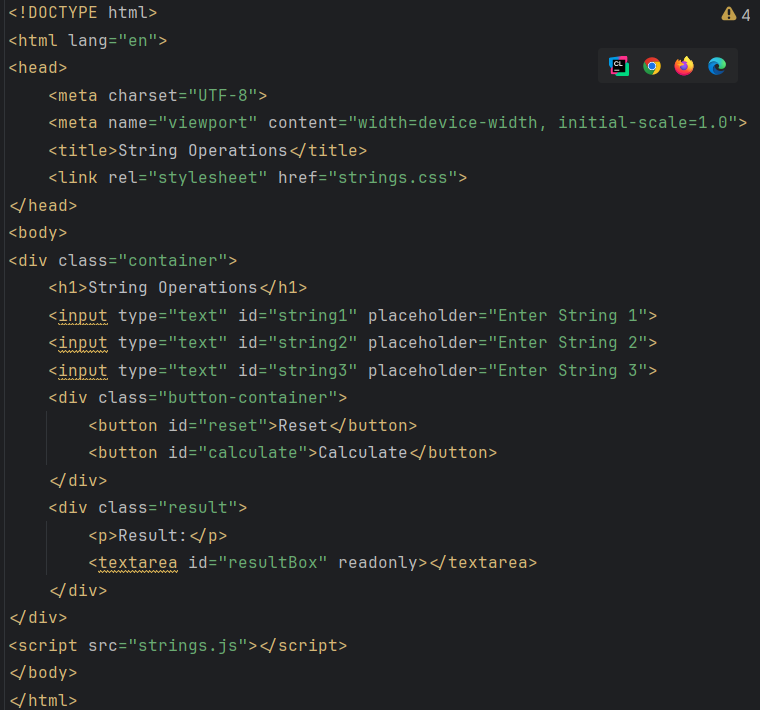 <!DOCTYPE html>
4
<html lang="en">
<head>
    <meta charset="UTF-8">
    <meta name="viewport" content="width=device-width, initial-scale=1.0">
    <title>String Operations</title>
    <link rel="stylesheet" href="strings.css">
</head>
<body>
<div class="container">
    <h1>String Operations</h1>
    <input type="text" id="string1" placeholder="Enter String 1">
    <input type="text" id="string2" placeholder="Enter String 2">
    <input type="text" id="string3" placeholder="Enter String 3">
    <div class="button-container">
        <button id="reset">Reset</button>
        <button id="calculate">Calculate</button>
    </div>
    <div class="result">
        <p>Result:</p>
        <textarea id="resultBox" readonly></textarea>
    </div>
</div>
<script src="strings.js"></script>
</body>
</html>
CL